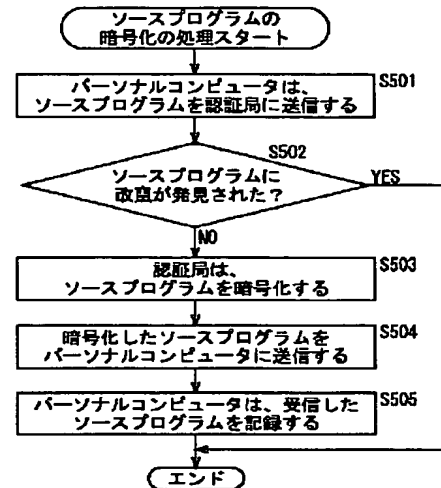 ソースプログラムの
暗号化の処理スタート
S501
パーソナルコンピュータは、
ソースプログラムを認証局に送信する
S502
ソースプログラムに
改竄が発見された?
YES
NO
S503
認証局は、
ソースプログラムを暗号化する
S504
暗号化したソースプログラムを
パーソナルコンピュータに送信する
S505
パーソナルコンピュータは、受信した
ソースプログラムを記録する
エンド